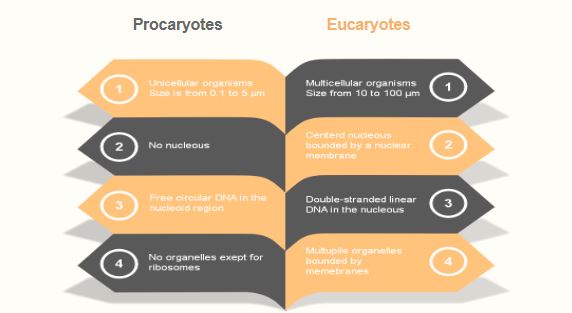 Procaryotes
Eucaryotes
1
Unicellular organisms
Size is from 0.1 to 5 µm
Multicellular organisms
Size from 10 to 100 µm
1
2
No nucleous
Centerd nucleous
bounded by a nuclear
membrane
2
3
Free circular DNA in the
nucleoid region
Double-stranded linear
DNA in the nucleous
3
4
No organelles exept for
ribosomes
Multupile organelles
bounded by
memebranes
4